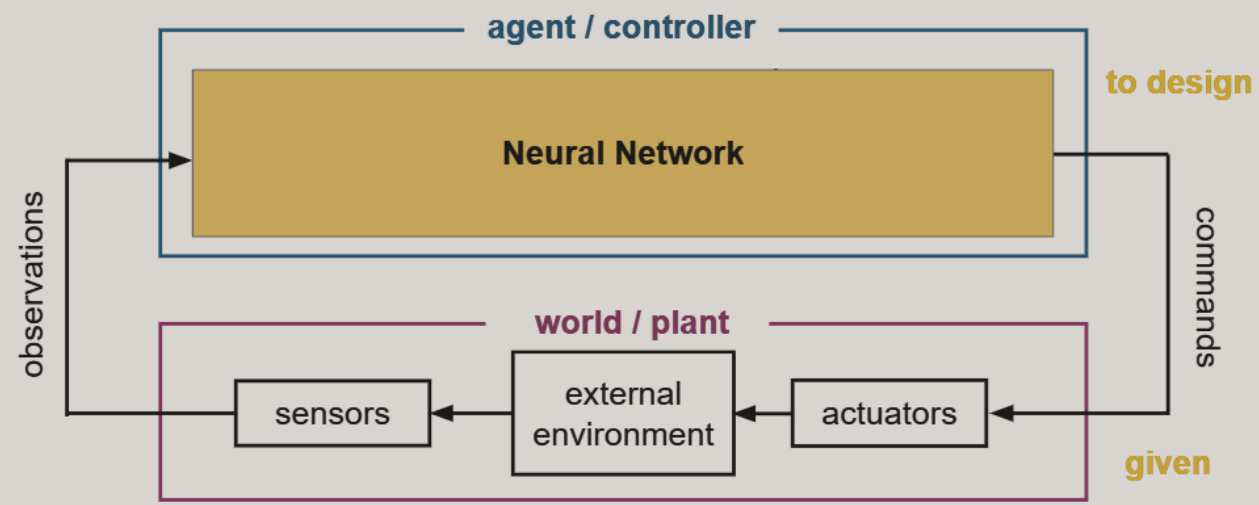 agent / controller
to design
Neural Network
observations
commands
world / plant
sensors
external
environment
actuators
given